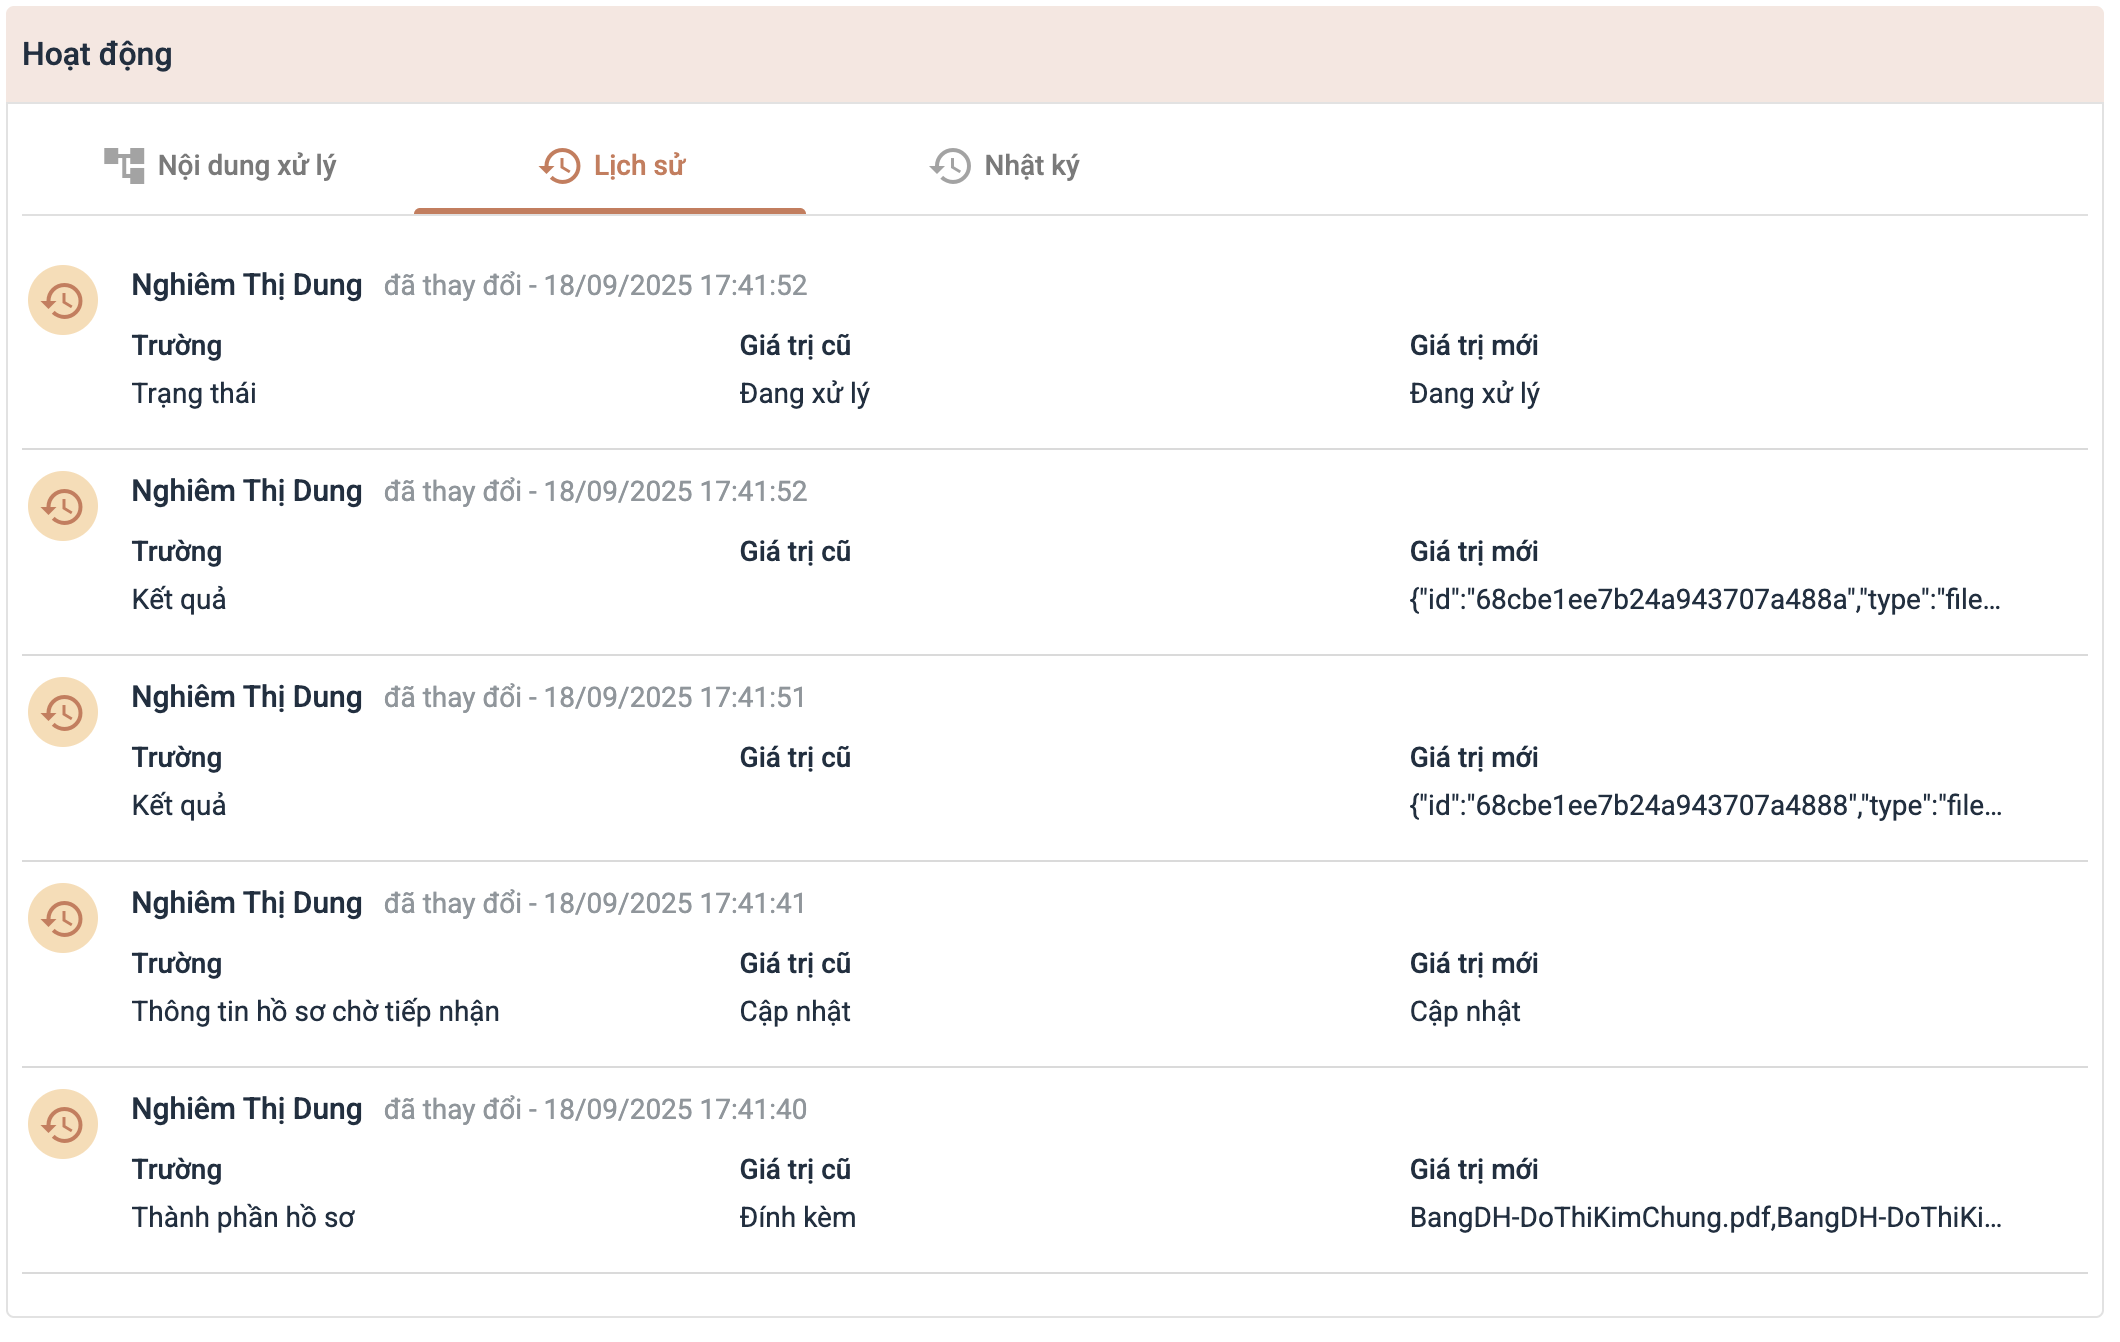 Hoạt động
Nội dung xử lý Lịch sử Nhật ký
Nghiêm Thị Dung đã thay đổi - 18/09/2025 17:41:52
Trường Giá trị cũ Giá trị mới
Trạng thái Đang xử lý Đang xử lý
Nghiêm Thị Dung đã thay đổi - 18/09/2025 17:41:52
Trường Giá trị cũ Giá trị mới
Kết quả {"id":"68cbe1ee7b24a943707a488a","type":"file...
Nghiêm Thị Dung đã thay đổi - 18/09/2025 17:41:51
Trường Giá trị cũ Giá trị mới
Kết quả {"id":"68cbe1ee7b24a943707a4888","type":"file...
Nghiêm Thị Dung đã thay đổi - 18/09/2025 17:41:41
Trường Giá trị cũ Giá trị mới
Thông tin hồ sơ chờ tiếp nhận Cập nhật Cập nhật
Nghiêm Thị Dung đã thay đổi - 18/09/2025 17:41:40
Trường Giá trị cũ Giá trị mới
Thành phần hồ sơ Đính kèm BangDH-DoThiKimChung.pdf,BangDH-DoThiKi...